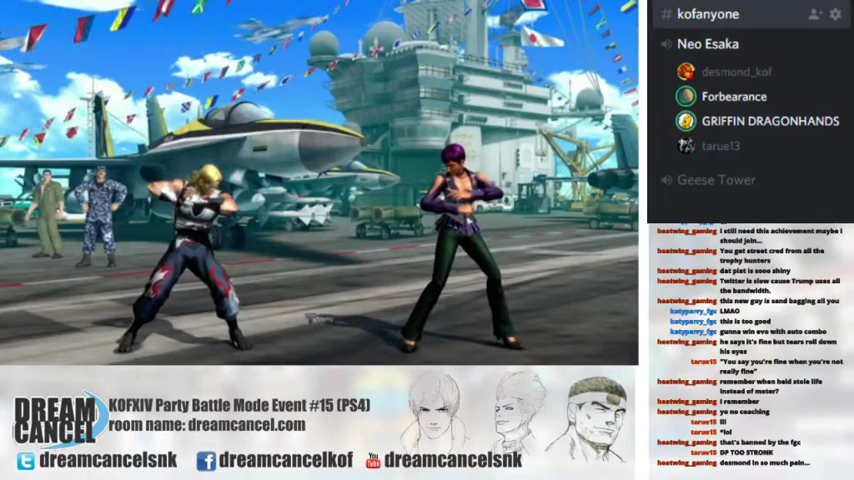 # kofanyone
Neo Esaka
desmond_kof
Forbearance
GRIFFIN DRAGONHANDS
tarue13
Geese Tower
heatwing_gaming I still need this achievement maybe i
should join...
heatwing_gaming You get street cred from all the
trophy hunters
heatwing_gaming dat plat is sooo shiny
heatwing_gaming Twitter is slow cause Trump uses all
the bandwidth.
heatwing_gaming this new guy is sand bagging all you
katyparry_fgc LMAO
katyparry_fgc this is too good
katyparry_fgc gunna win evo with auto combo
heatwing_gaming he says it's fine but tears roll down
his eyes
tarue15 "You say you're fine when you're not
really fine"
heatwing_gaming remember when held stole life
instead of meter?
heatwing_gaming I remember
heatwing_gaming yo no coaching
tarue15 lll
tarue15 *lol
heatwing_gaming that's banned by the fgc
tarue15 DP TOO STRONK
heatwing_gaming desmond in so much pain...
DREAM
CANCEL
KOFXIV Party Battle Mode Event #15 (PS4)
room name: dreamcancel.com
dreamcancelsnk
dreamcancelkof
You Tube dreamcancelsnk